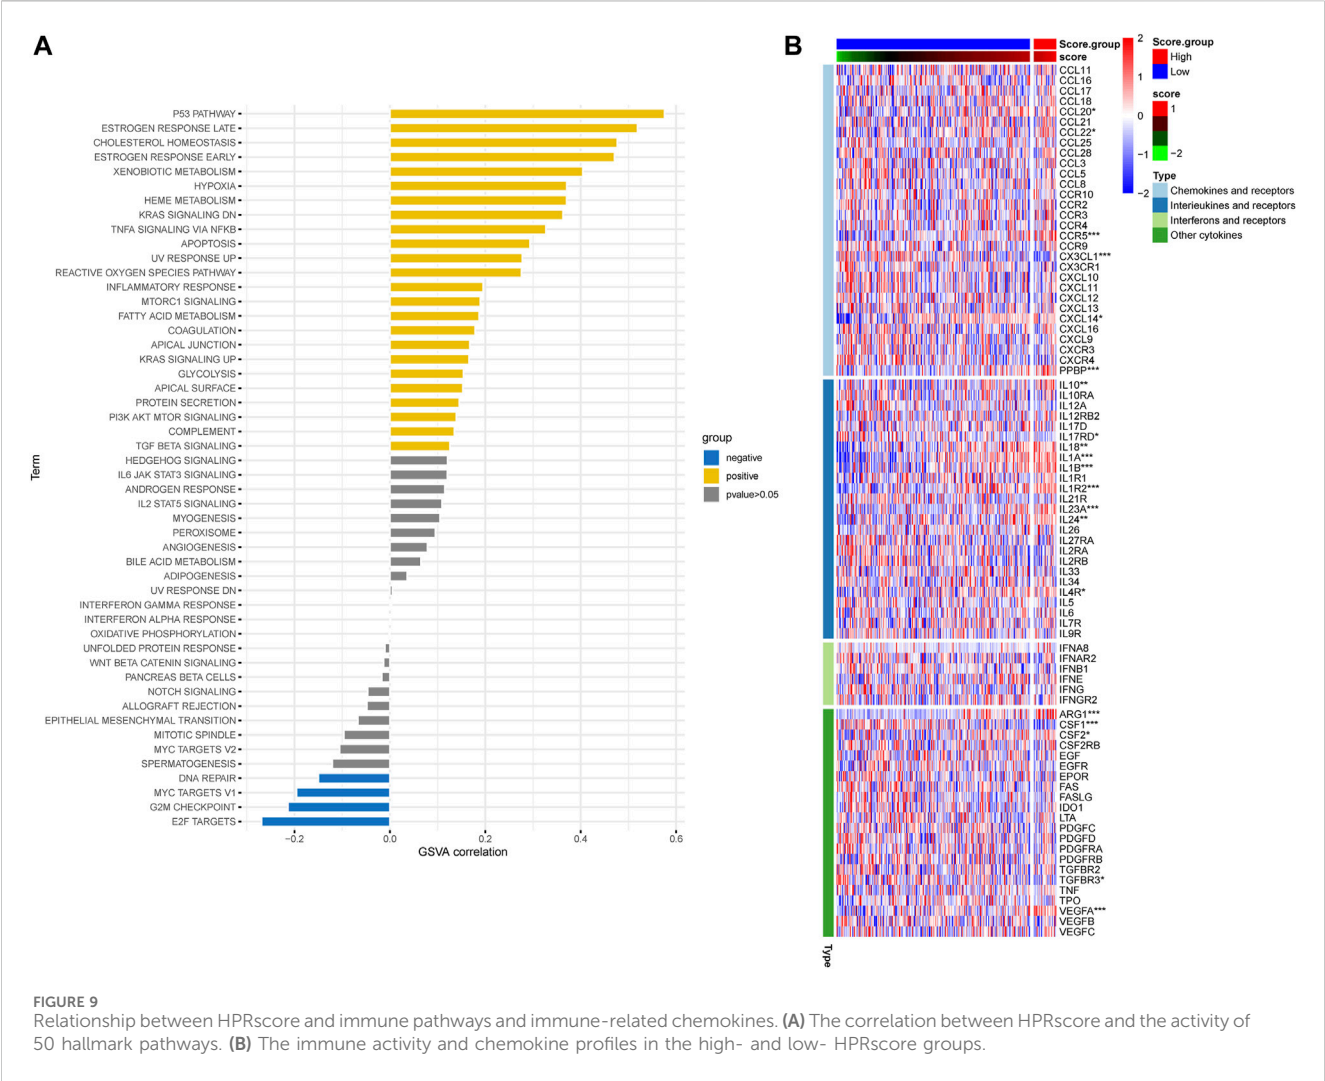 A
P53 PATHWAY
ESTROGEN RESPONSE LATE
CHOLESTEROL HOMEOSTASIS
ESTROGEN RESPONSE EARLY
XENOBIOTIC METABOLISM
HYPOXIA
HEME METABOLISM
KRAS SIGNALING DN
TNFA SIGNALING VIA NFKB
APOPTOSIS
UV RESPONSE UP
REACTIVE OXYGEN SPECIES PATHWAY
INFLAMMATORY RESPONSE
MTORC1 SIGNALING
FATTY ACID METABOLISM
COAGULATION
APICAL JUNCTION
KRAS SIGNALING UP
GLYCOLYSIS
APICAL SURFACE
PROTEIN SECRETION
PI3K AKT MTOR SIGNALING
COMPLEMENT
TGF BETA SIGNALING
HEDGEHOG SIGNALING
IL6 JAK STAT3 SIGNALING
ANDROGEN RESPONSE
IL2 STAT5 SIGNALING
MYOGENESIS
PEROXISOME
ANGIOGENESIS
BILE ACID METABOLISM
ADIPOGENESIS
UV RESPONSE DN
INTERFERON GAMMA RESPONSE
INTERFERON ALPHA RESPONSE
OXIDATIVE PHOSPHORYLATION
UNFOLDED PROTEIN RESPONSE
WNT BETA CATENIN SIGNALING
PANCREAS BETA CELLS
NOTCH SIGNALING
ALLOGRAFT REJECTION
EPITHELIAL MESENCHYMAL TRANSITION
MITOTIC SPINDLE
MYC TARGETS V2
SPERMATOGENESIS
DNA REPAIR
MYC TARGETS V1
G2M CHECKPOINT
E2F TARGETS
Term
−0.2 0.0 0.2 0.4 0.6
GSVA correlation
group
negative
positive
pvalue>0.05
B
Score.group
score
CCL11
CCL16
CCL17
CCL18
CCL20*
CCL21
CCL22*
CCL25
CCL28
CCL3
CCL5
CCL8
CCR10
CCR2
CCR3
CCR4
CCR5***
CCR9
CX3CL1***
CX3CR1
CXCL10
CXCL11
CXCL12
CXCL13
CXCL14*
CXCL16
CXCL9
CXCR3
CXCR4
PPBP***
IL10**
IL10RA
IL12A
IL12RB2
IL17D
IL17RD*
IL18**
IL1A***
IL1B***
IL1R1
IL1R2***
IL21R
IL23A***
IL24**
IL26
IL27RA
IL2RA
IL2RB
IL33
IL34
IL4R*
IL5
IL6
IL7R
IL9R
IFNA8
IFNAR2
IFNB1
IFNE
IFNG
IFNGR2
ARG1***
CSF1***
CSF2*
CSF2RB
EGF
EGFR
EPOR
FAS
FASLG
IDO1
LTA
PDGFC
PDGFD
PDGFRA
PDGFRB
TGFBR2
TGFBR3*
TNF
TPO
VEGFA***
VEGFB
VEGFC
Type
2
1
0
−1
−2
Score.group
High
Low
score
1
−2
Type
Chemokines and receptors
Interieukins and receptors
Interferons and receptors
Other cytokines
FIGURE 9
Relationship between HPRscore and immune pathways and immune-related chemokines. (A) The correlation between HPRscore and the activity of
50 hallmark pathways. (B) The immune activity and chemokine profiles in the high- and low- HPRscore groups.